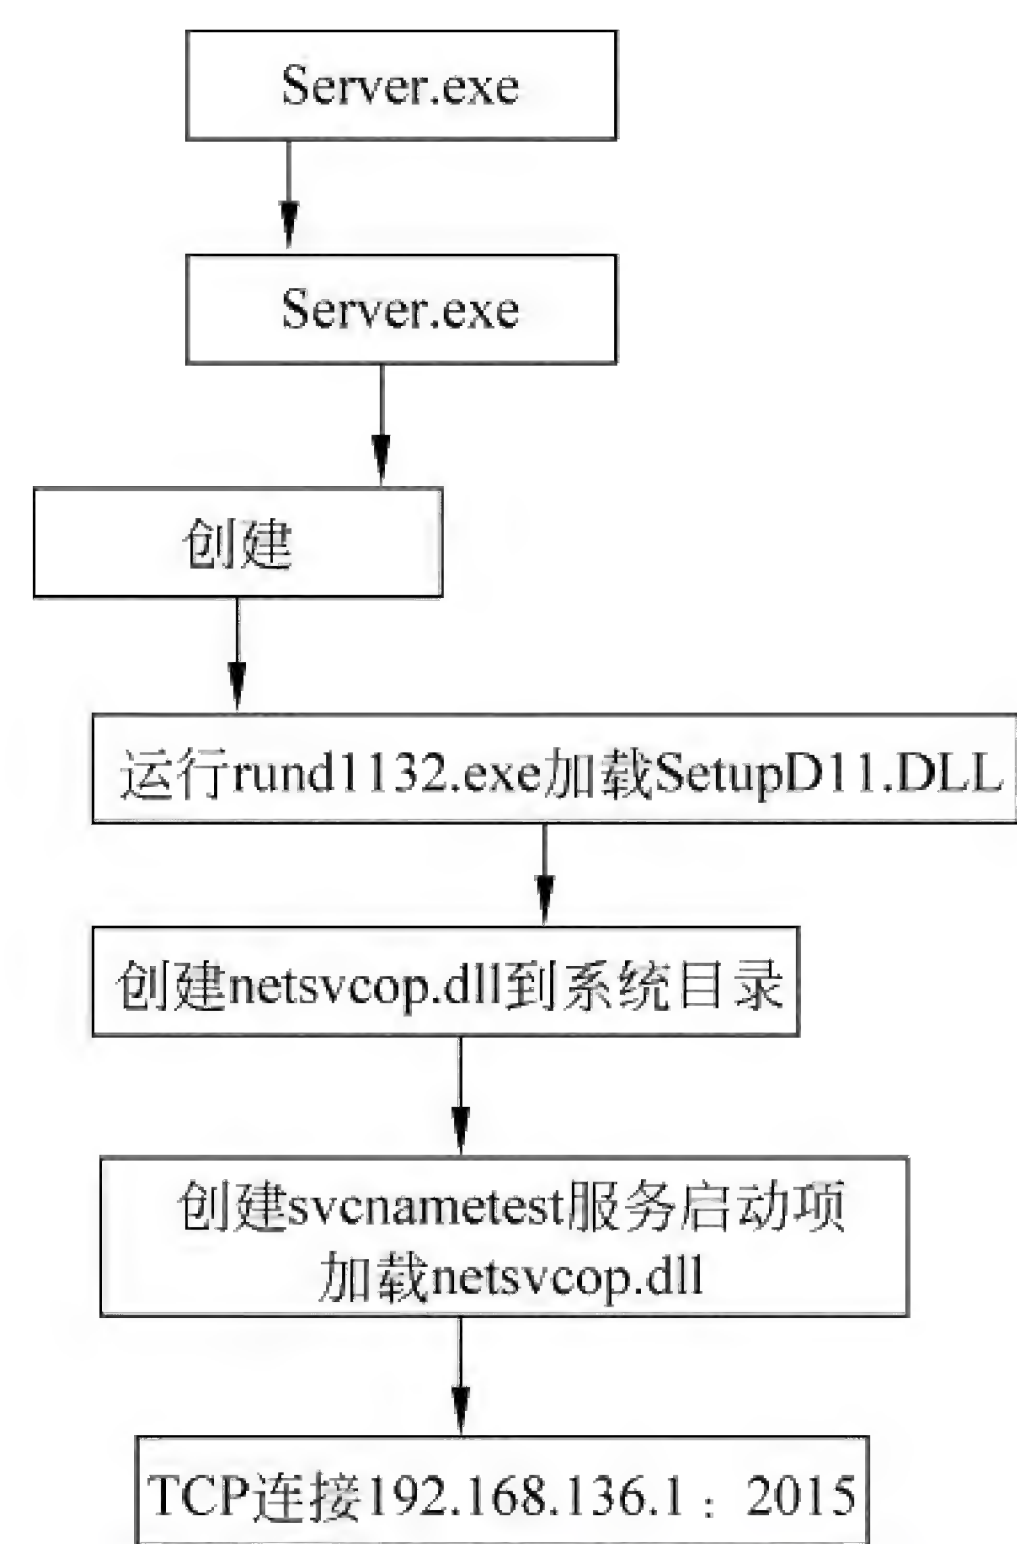 Server.exe
Server.exe
创建
运行rund1132.exe加载SetupD11.DLL
创建netsvcop.dll到系统目录
创建svcnametest服务启动项
加载netsvcop.dll
TCP连接192.168.136.1：2015